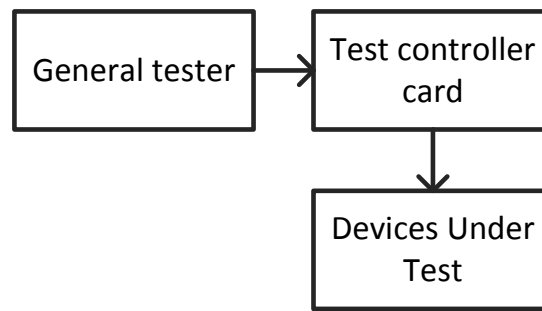 General tester
Test controller
card
Devices Under
Test